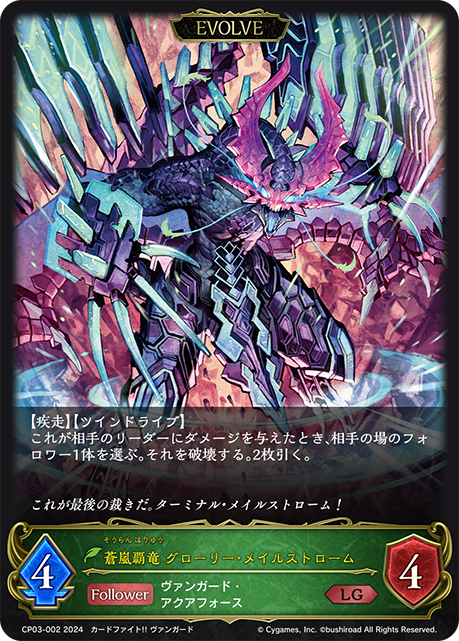 EVOLVE
【疾走】【ツインドライブ】
これが相手のリーダーにダメージを与えたとき、相手の場のフォ
ロワー1体を選ぶ。それを破壊する。2枚引く。
これが最後の裁きだ。ターミナル・メイルストローム！
そうらん はりゅう
蒼嵐覇竜 グローリー・メイルストローム
4
Follower
ヴァンガード・
アクアフォース
LG
4
CP03-002 2024 カードファイト!! ヴァンガード
© Cygames, Inc. ©bushiroad All Rights Reserved.